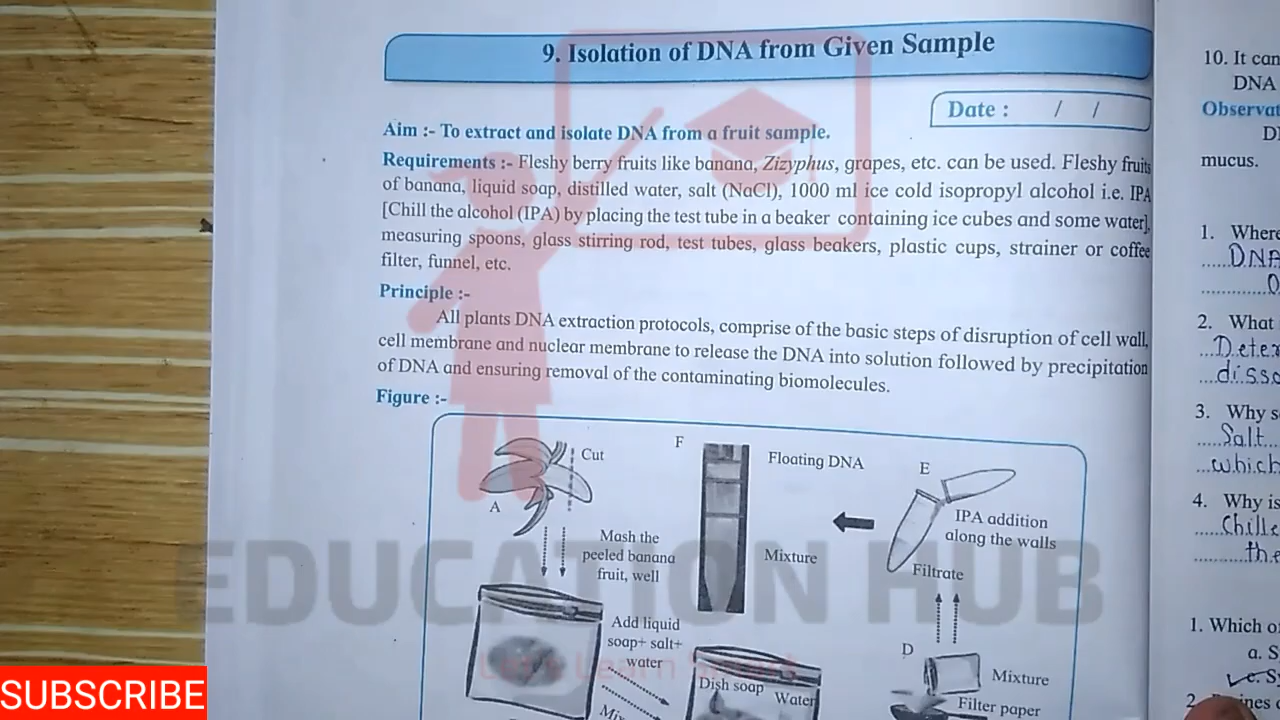 9. Isolation of DNA from Given Sample
Date : / /
Aim :- To extract and isolate DNA from a fruit sample.
Requirements :- Fleshy berry fruits like banana, Zizyphus, grapes, etc. can be used. Fleshy fruits
of banana, liquid soap, distilled water, salt (NaCl), 1000 ml ice cold isopropyl alcohol i.e. IPA
[Chill the alcohol (IPA) by placing the test tube in a beaker containing ice cubes and some water],
measuring spoons, glass stirring rod, test tubes, glass beakers, plastic cups, strainer or coffee
filter, funnel, etc.
Principle :-
All plants DNA extraction protocols, comprise of the basic steps of disruption of cell wall,
cell membrane and nuclear membrane to release the DNA into solution followed by precipitation
of DNA and ensuring removal of the contaminating biomolecules.
Figure :-
Cut
A
Mash the
peeled banana
fruit, well
Add liquid
soap+ salt+
water
Dish soap
Water
F
Floating DNA
Mixture
E
IPA addition
along the walls
Filtrate
D
Mixture
Filter paper
10. It can
DNA
Observat
D
mucus.
1. Where
DNA
2. What
Deter
disso
3. Why s
Salt
which
4. Why is
Chille
the
1. Which o
a. S
c. S
2.
EDUCATION HUB
SUBSCRIBE